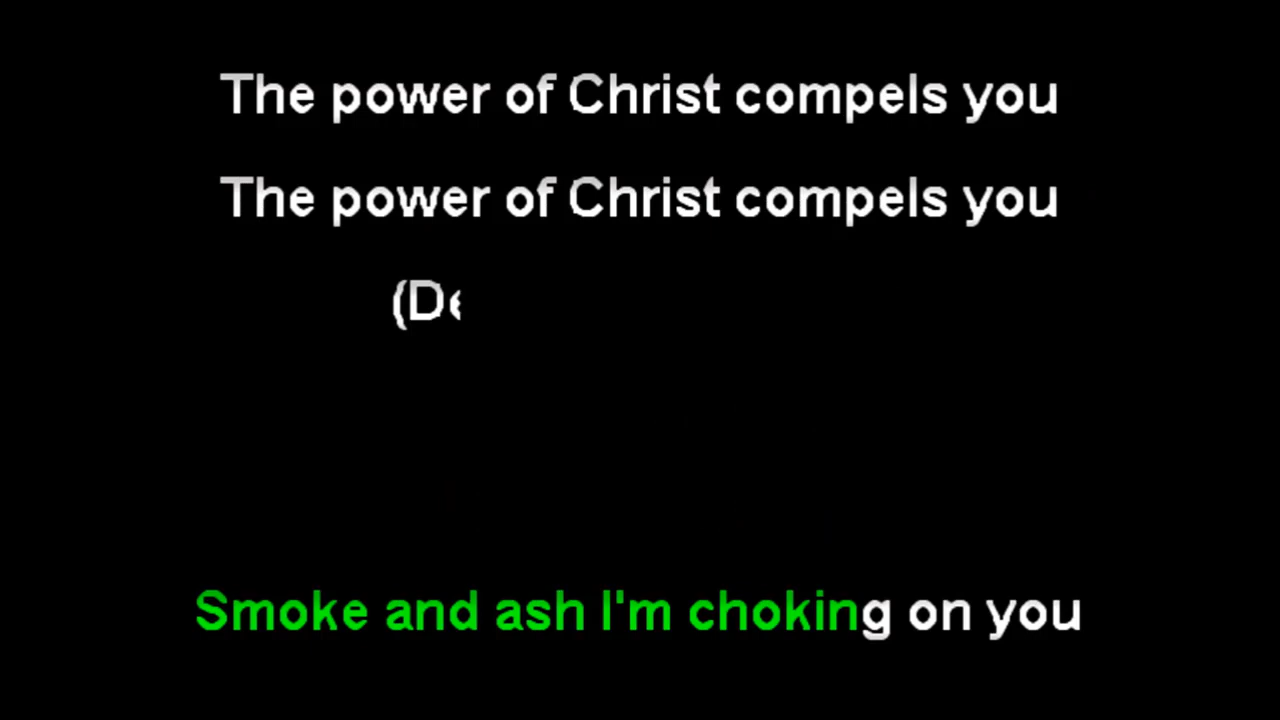 The power of Christ compels you
The power of Christ compels you
(D
Smoke and ash I'm choking on you